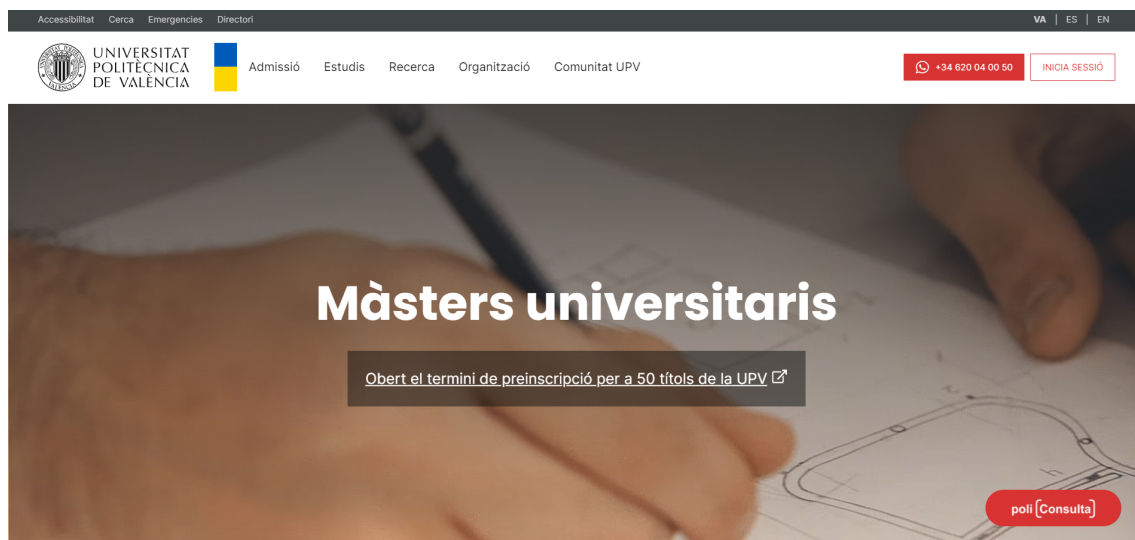 Accessibilitat Cerca Emergencies Directori
VA | ES | EN
UNIVERSITAT
POLITÈCNICA
DE VALÈNCIA
Admissió Estudis Recerca Organització Comunitat UPV
+34 620 04 00 50
INICIA SESSIÓ
Màsters universitaris
Obert el termini de preinscripció per a 50 títols de la UPV
poli[Consulta]